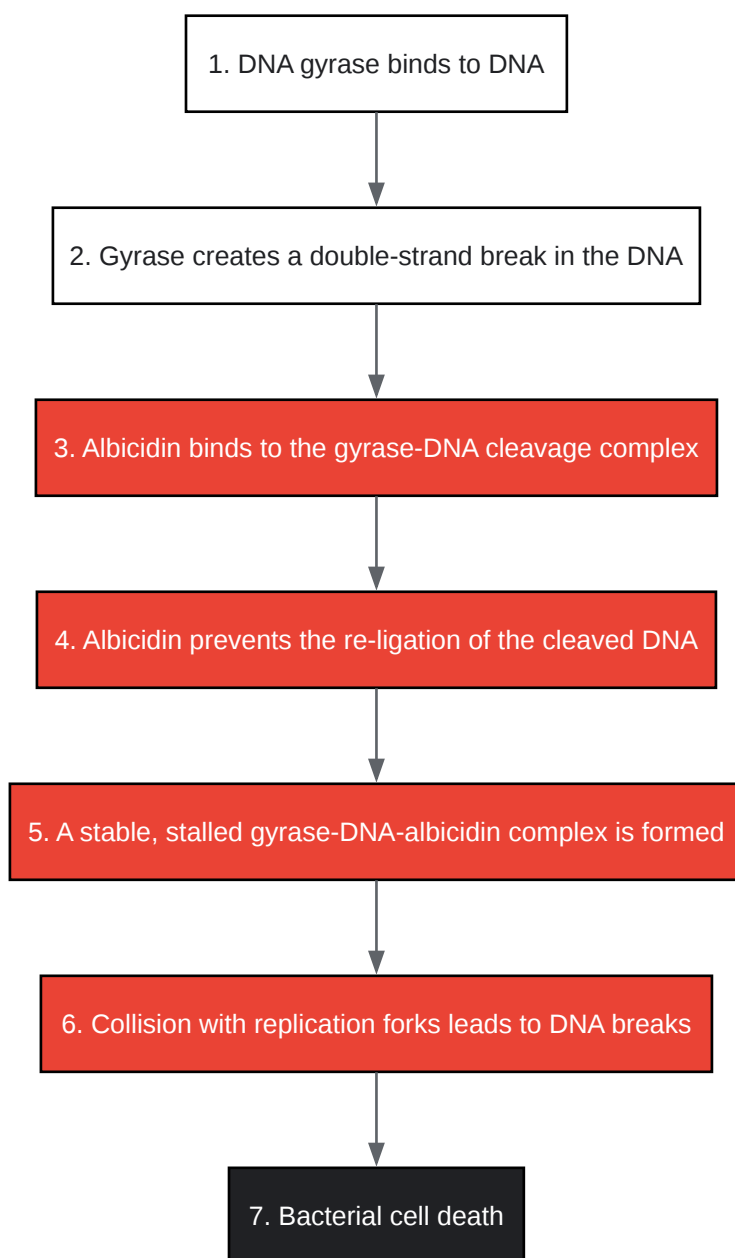 1. DNA gyrase binds to DNA
2. Gyrase creates a double-strand break in the DNA
3. Albicidin binds to the gyrase-DNA cleavage complex
4. Albicidin prevents the re-ligation of the cleaved DNA
5. A stable, stalled gyrase-DNA-albicidin complex is formed
6. Collision with replication forks leads to DNA breaks
7. Bacterial cell death